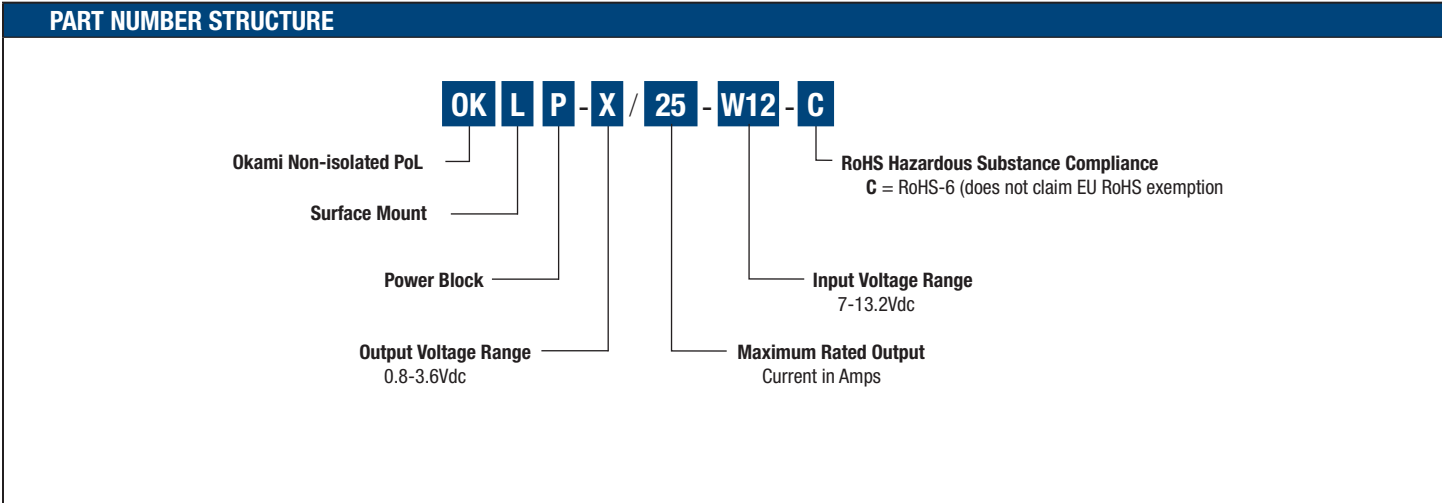 PART NUMBER STRUCTURE
OK L P - X / 25 - W12 - C
Okami Non-isolated PoL
RoHS Hazardous Substance Compliance
C = RoHS-6 (does not claim EU RoHS exemption
Surface Mount
Power Block
Input Voltage Range
7-13.2Vdc
Output Voltage Range
0.8-3.6Vdc
Maximum Rated Output
Current in Amps